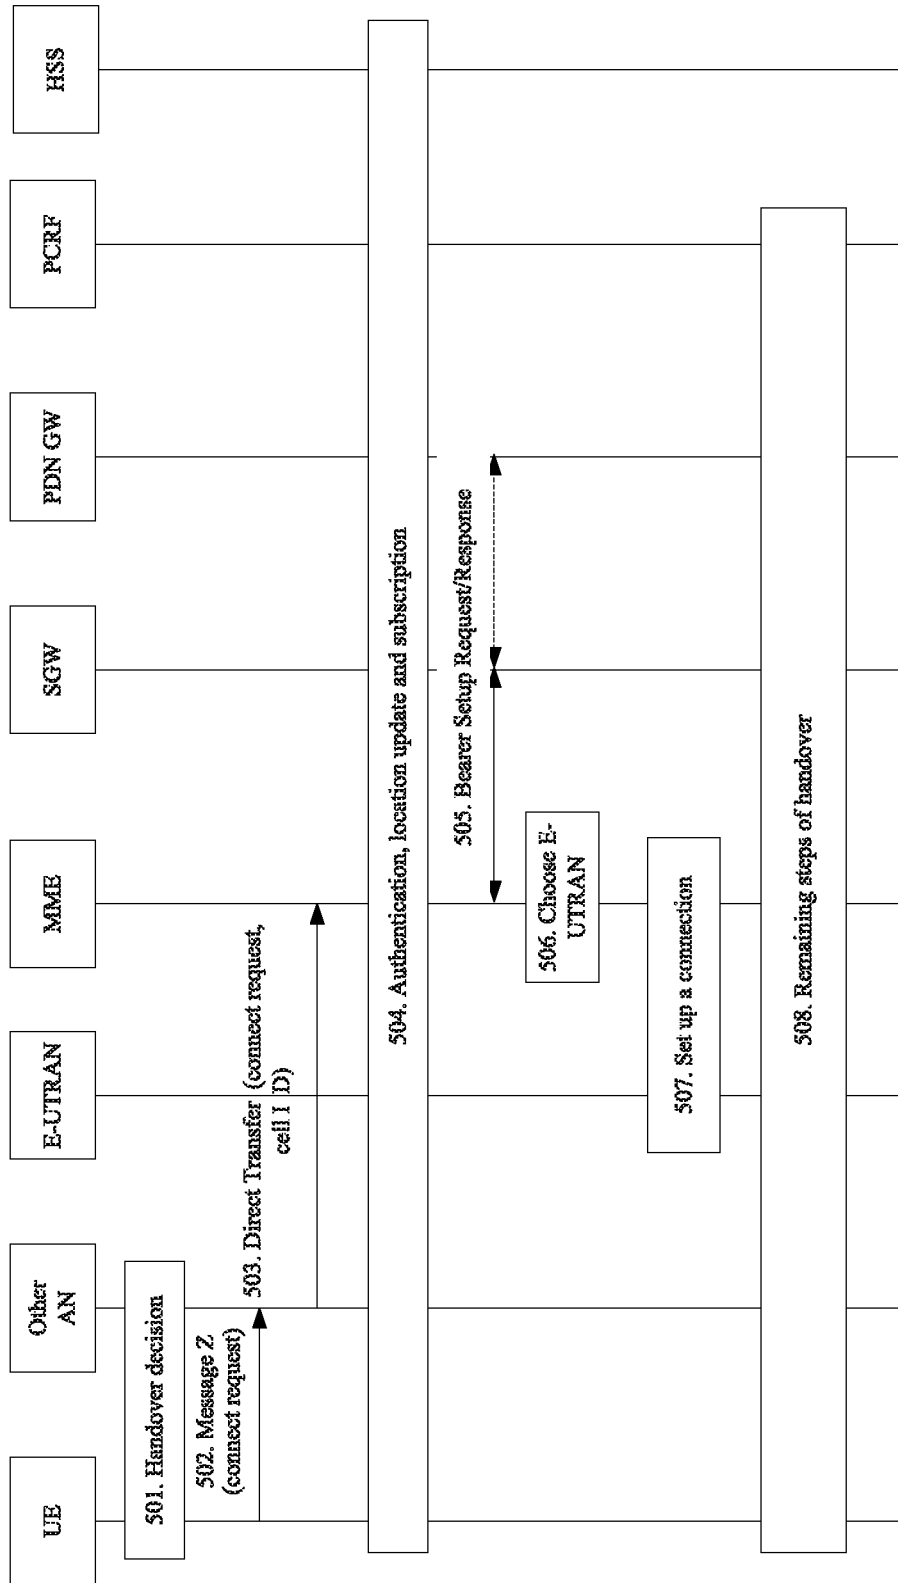 UE
Other
AN
E-UTRAN
MME
SGW
PDN GW
PCRF
HSS
501. Handover decision
502. Message Z
(connect request)
503. Direct Transfer (connect request,
cell I D)
504. Authentication, location update and subscription
505. Bearer Setup Request/Response
506. Choose E-
UTRAN
507. Set up a connection
508. Remaining steps of handover